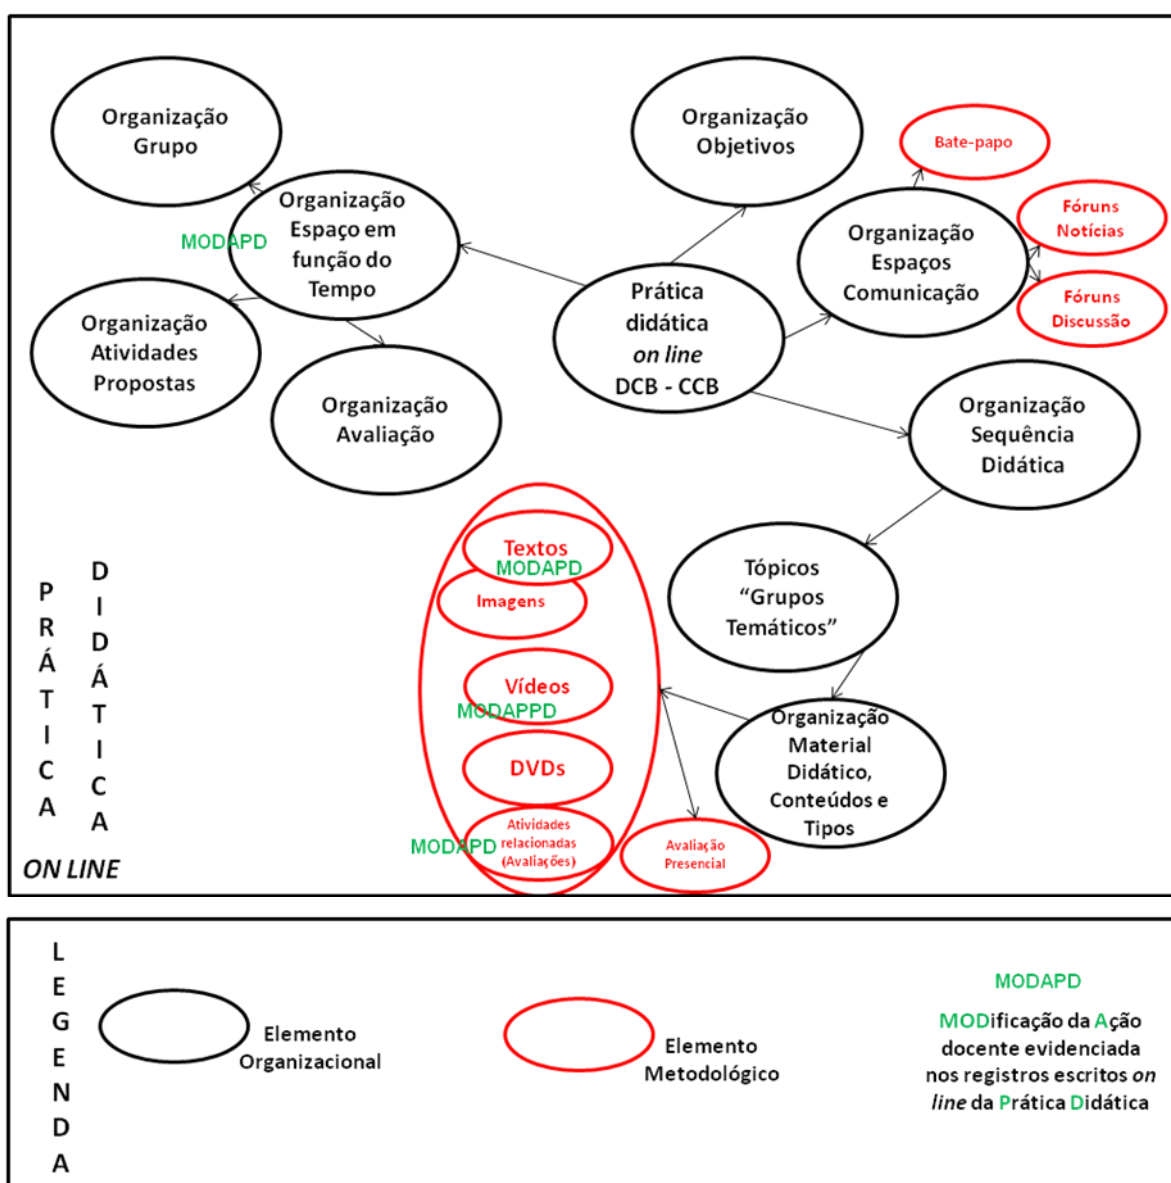 Organização
Grupo
Organização
Espaço em
função do
Tempo
MODAPD
Organização
Atividades
Propostas
Organização
Avaliação
Organização
Objetivos
Prática
didática
on line
DCB - CCB
Bate-papo
Organização
Espaços
Comunicação
Fóruns
Notícias
Fóruns
Discussão
Organização
Sequência
Didática
Tópicos
“Grupos
Temáticos”
Organização
Material
Didático,
Conteúdos e
Tipos
Textos
MODAPD
Imagens
Vídeos
MODAPPD
DVDs
Atividades
relacionadas
(Avaliações)
MODAPD
Avaliação
Presencial
PRÁTICA
DIDÁTICA
ON LINE
LEGENDA
Elemento
Organizacional
Elemento
Metodológico
MODAPD
MODificação da Ação
docente evidenciada
nos registros escritos on
line da Prática Didática